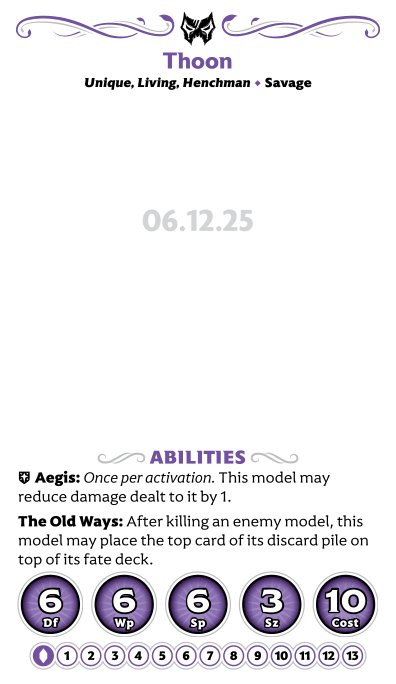 Thoon
Unique, Living, Henchman ⬥ Savage
06.12.25
ABILITIES
Aegis: Once per activation. This model may
reduce damage dealt to it by 1.
The Old Ways: After killing an enemy model, this
model may place the top card of its discard pile on
top of its fate deck.
6 6 6 3 10
Df Wp Sp Sz Cost
1 2 3 4 5 6 7 8 9 10 11 12 13